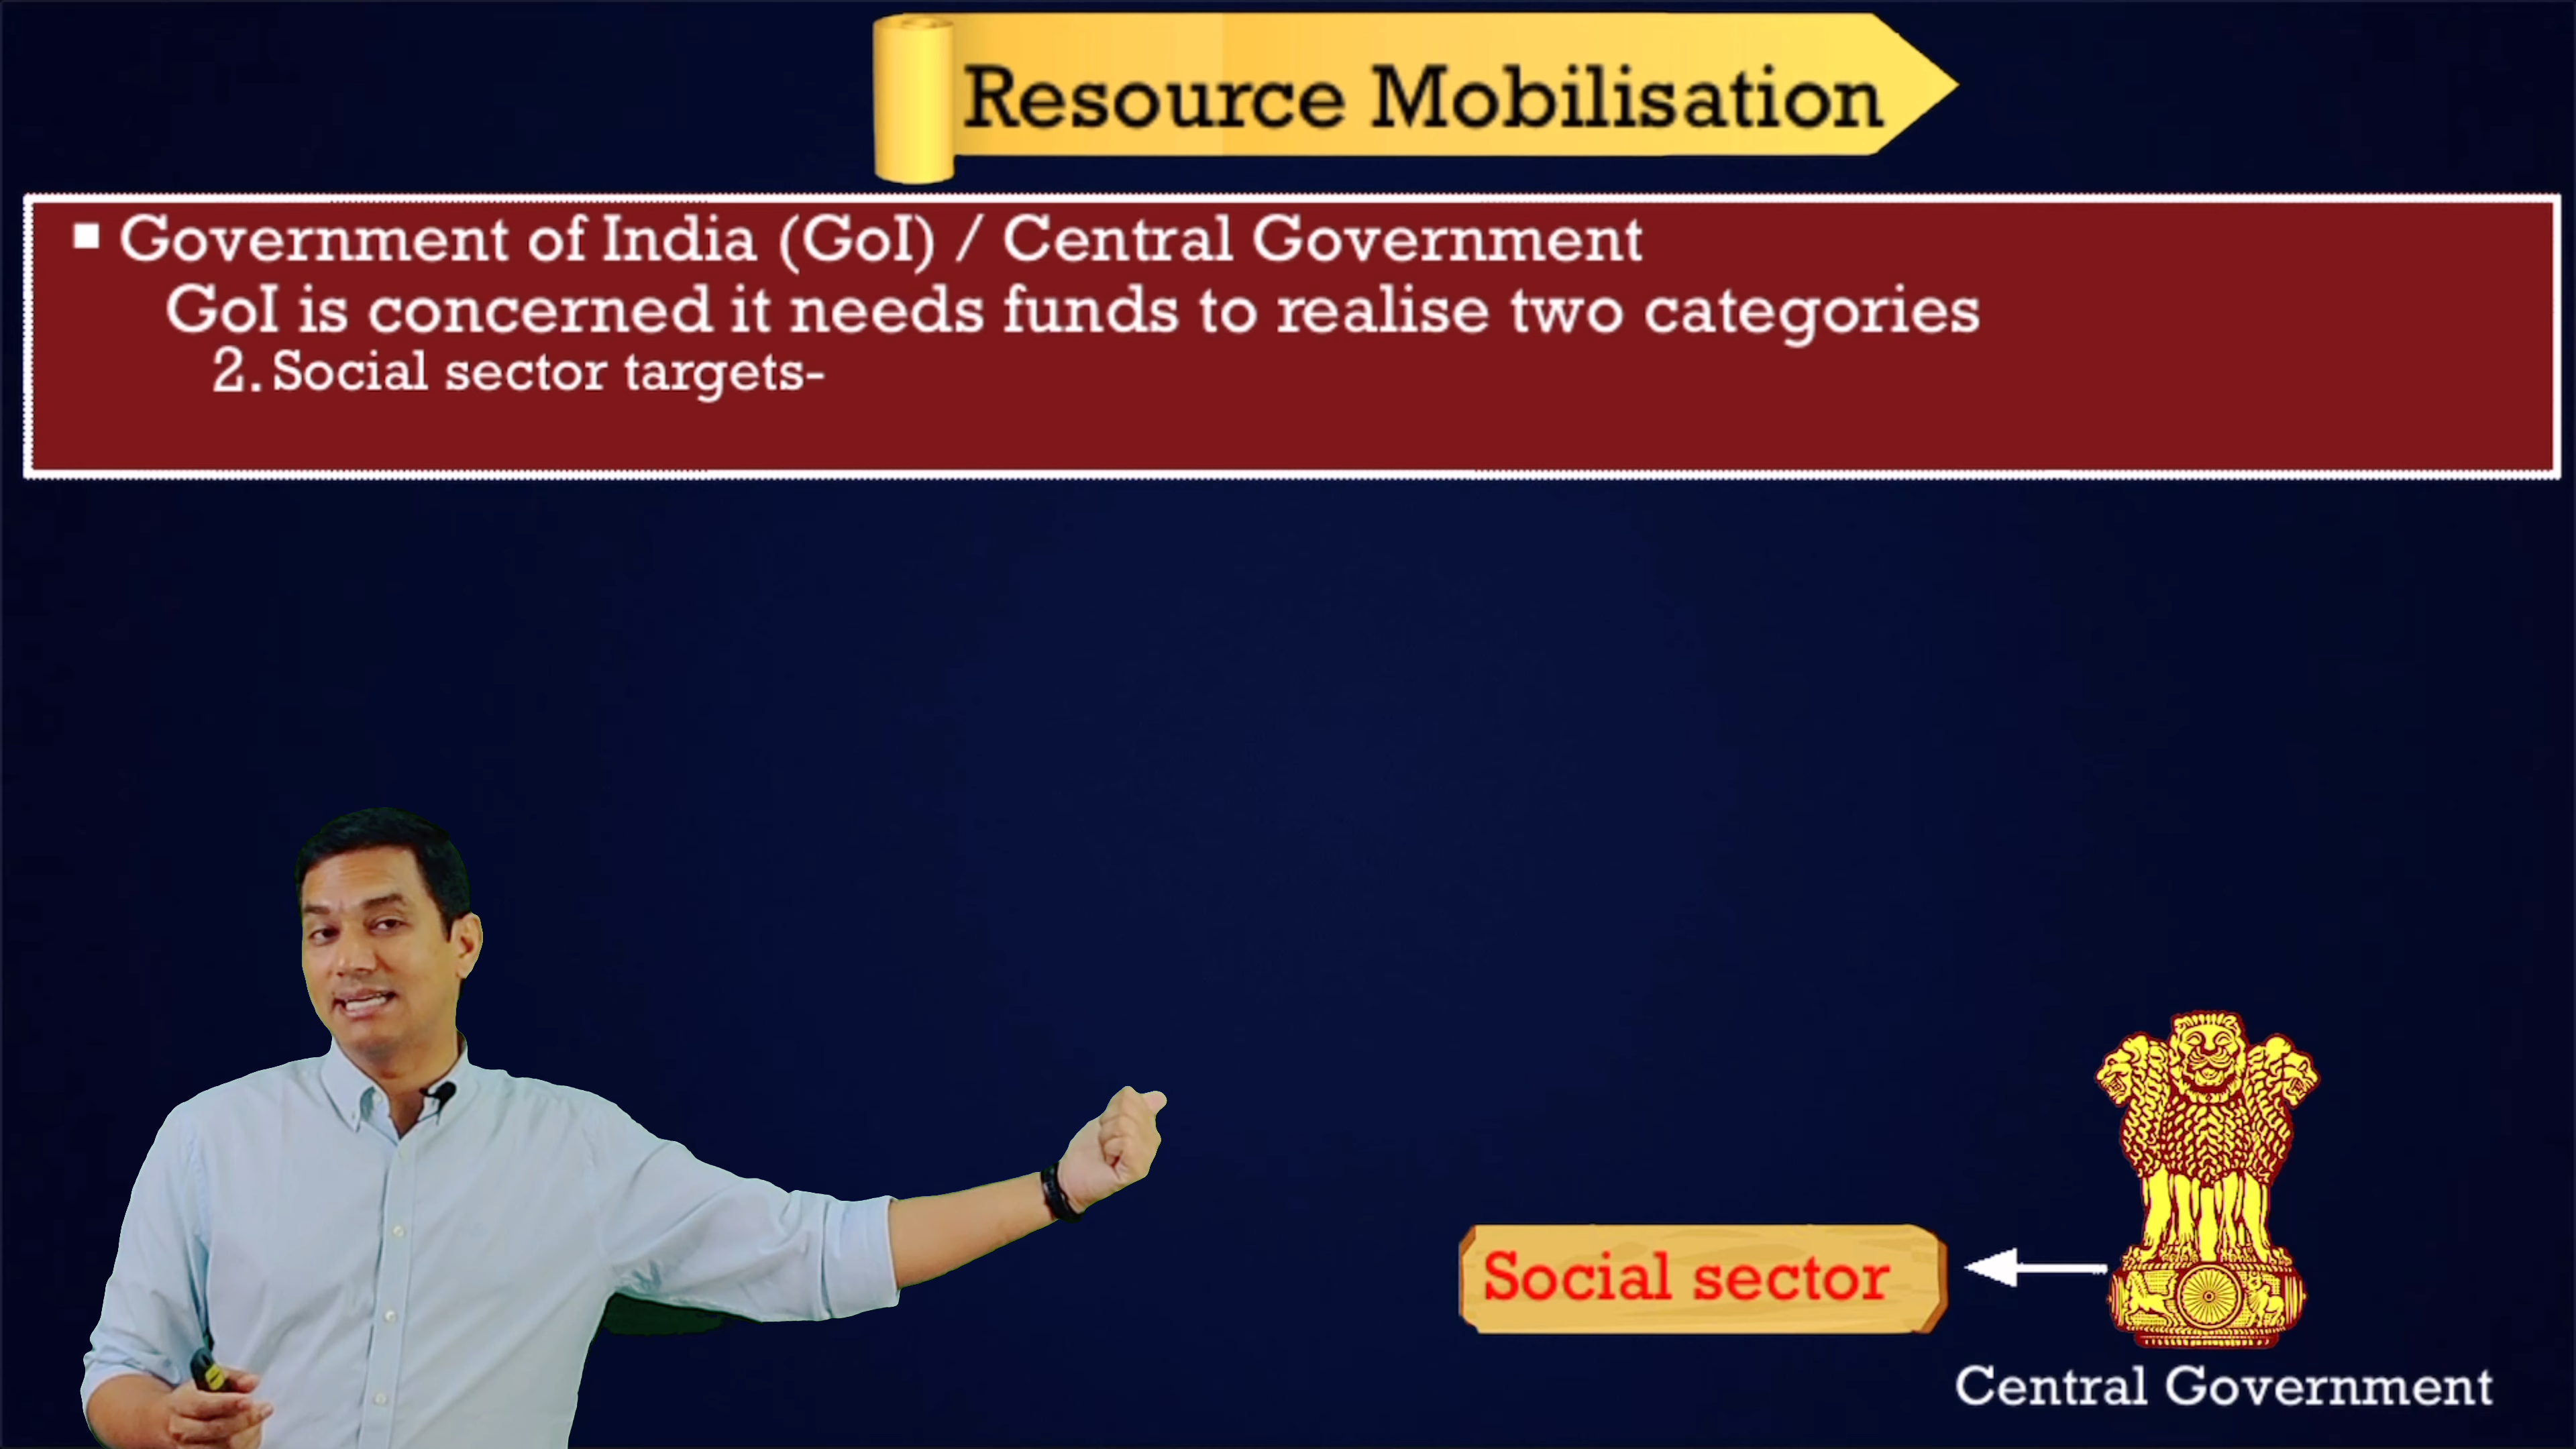 Resource Mobilisation
▪ Government of India (GoI) / Central Government
GoI is concerned it needs funds to realise two categories
2. Social sector targets-
Social sector
Central Government